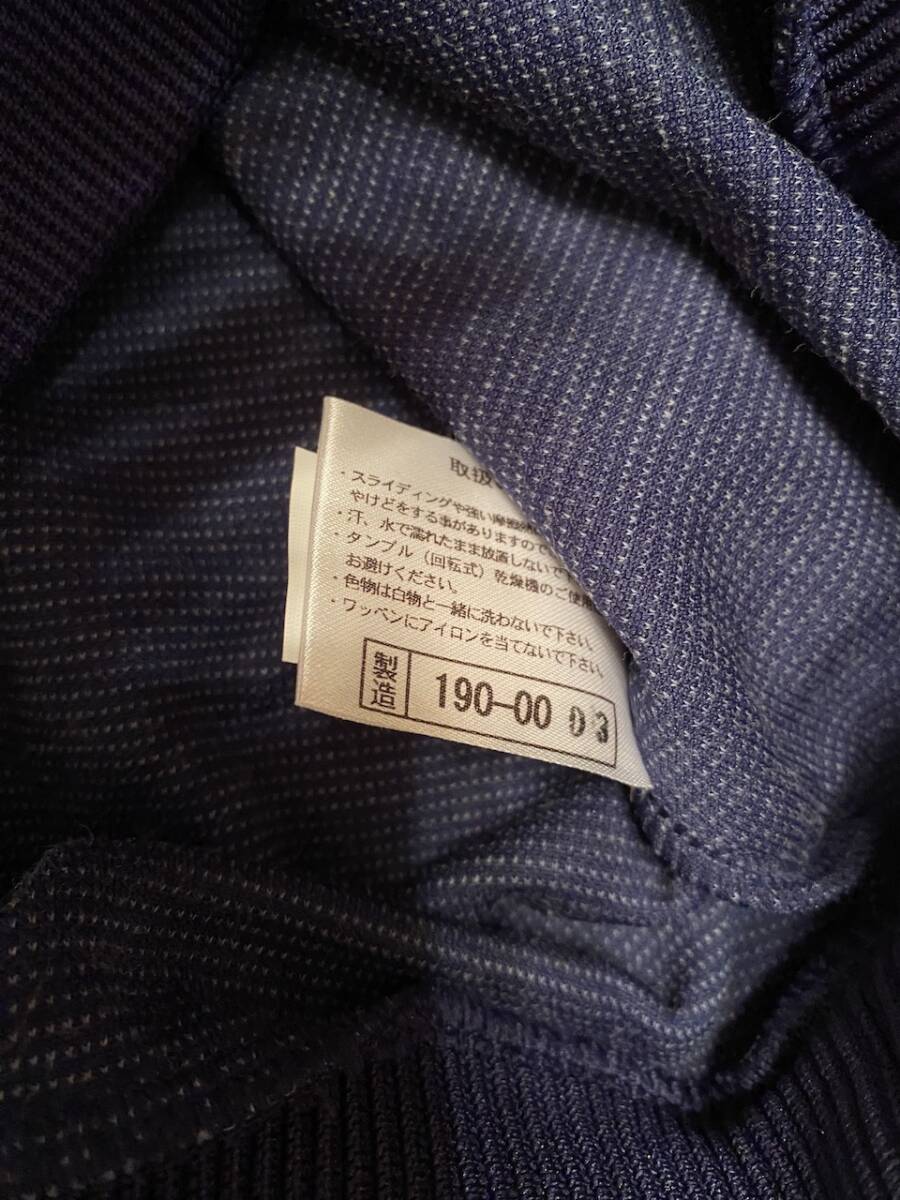 取扱
・スライディングや強い摩擦
やけどをする事がありますので
・汗、水で濡れたまま放置しないで下
・タンブル（回転式）乾燥機のご使用
お避けください。
・色物は白物と一緒に洗わないで下さい。
・ワッペンにアイロンを当てないで下さい。
製造 190-00 03